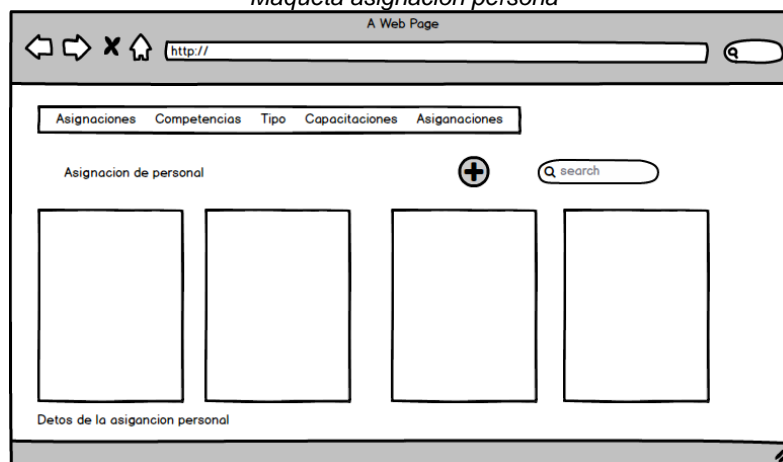 Maqueta asignación persona
A Web Page
http://
Asignaciones Competencias Tipo Capacitaciones Asiganaciones
Asignacion de personal
search
Detos de la asigancion personal